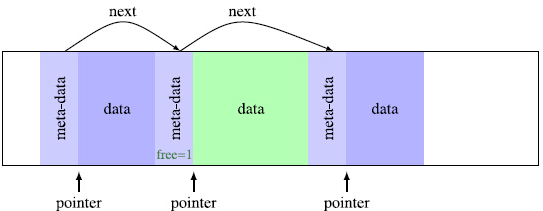 next
next
meta-data
data
meta-data
free=1
data
meta-data
data
pointer
pointer
pointer